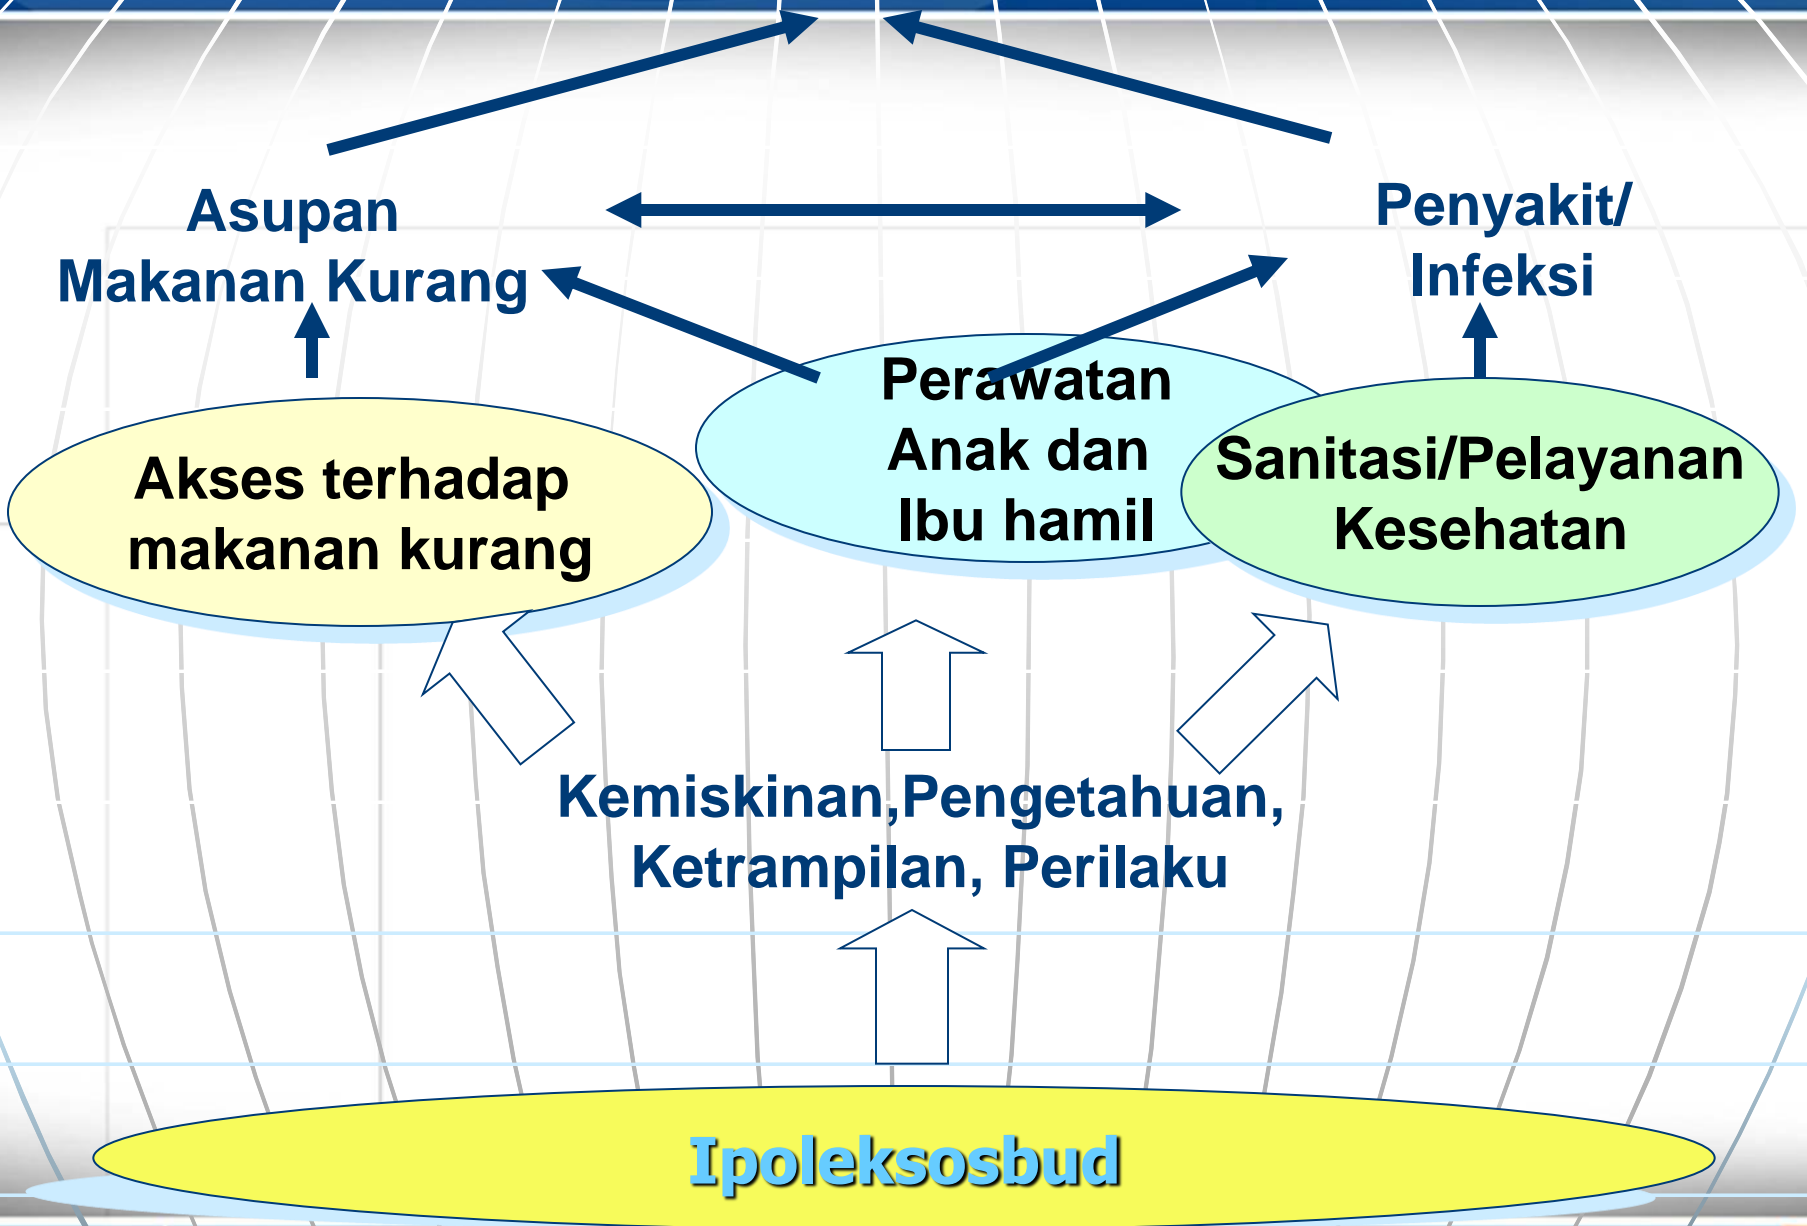 Asupan
Makanan Kurang
Penyakit/
Infeksi
Perawatan
Anak dan
Ibu hamil
Akses terhadap
makanan kurang
Sanitasi/Pelayanan
Kesehatan
Kemiskinan,Pengetahuan,
Ketrampilan, Perilaku
Ipoleksosbud